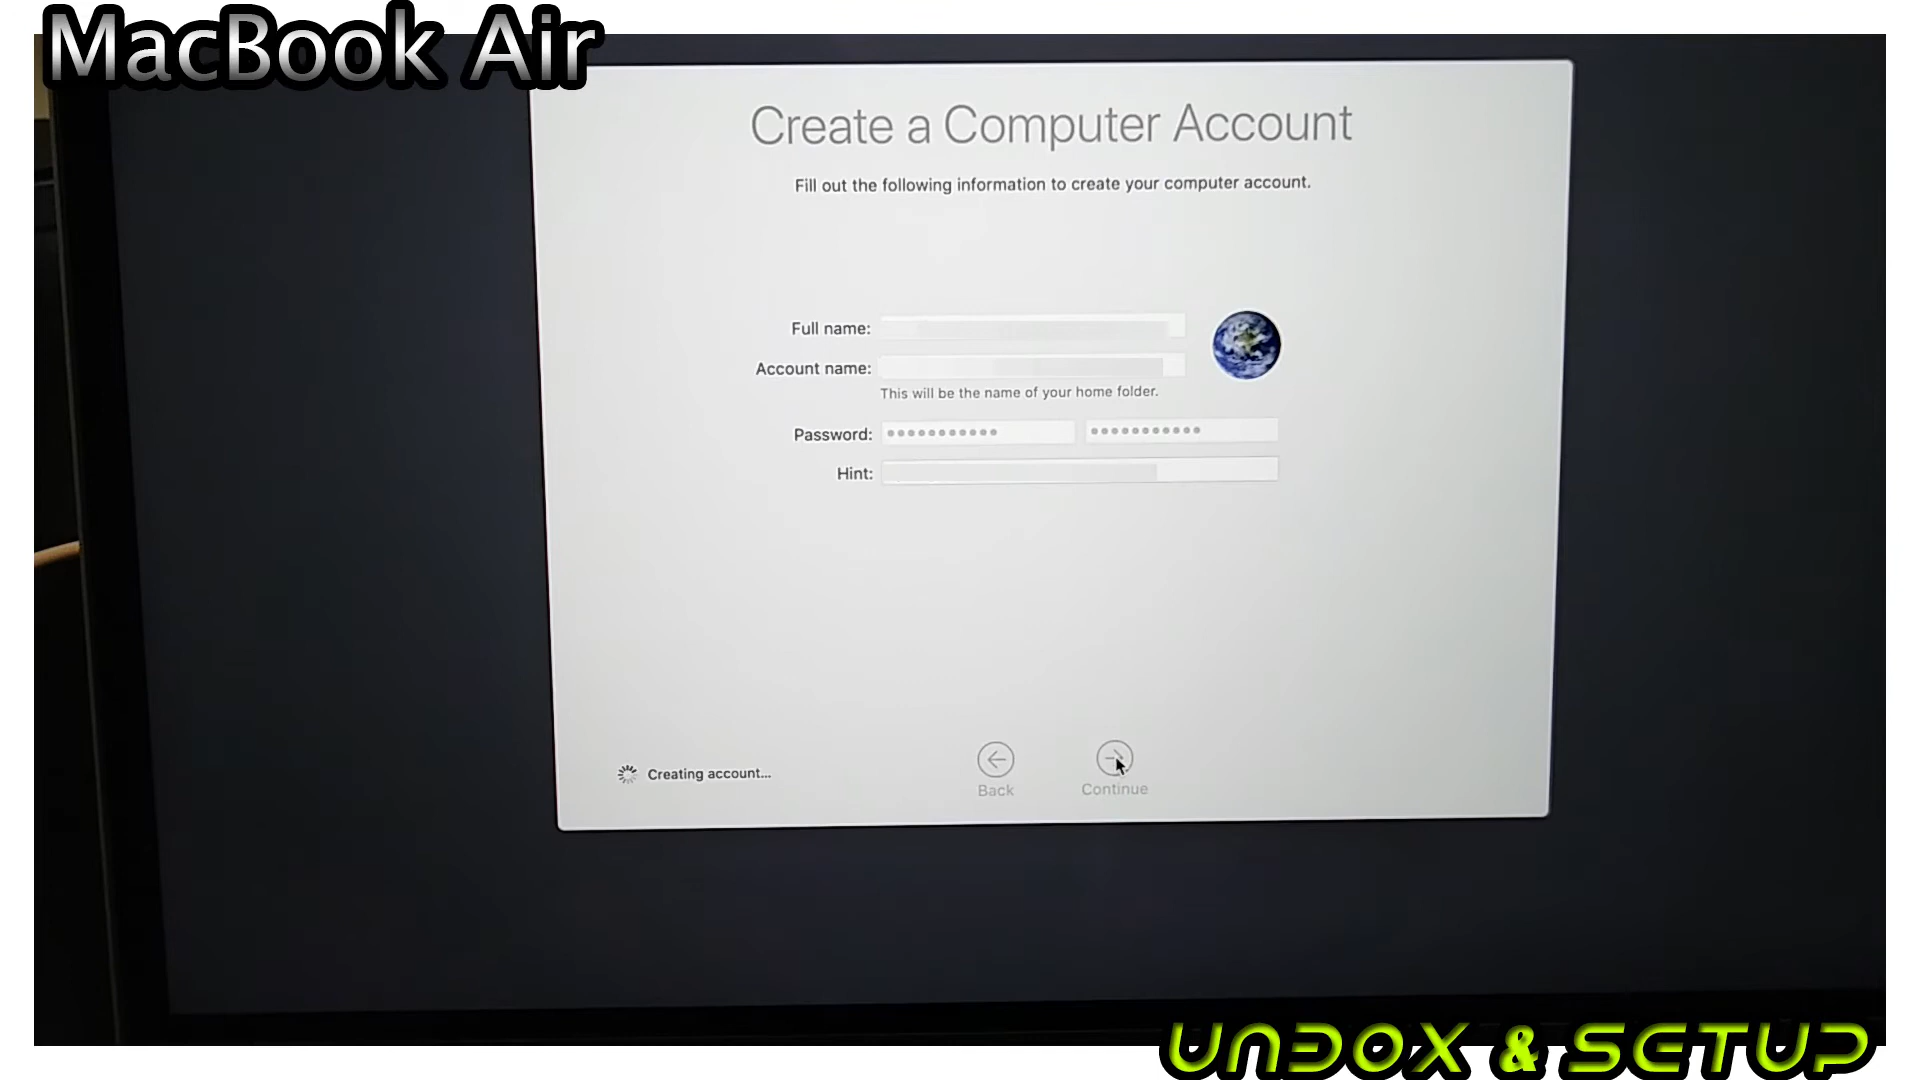 MacBook Air
Create a Computer Account
Fill out the following information to create your computer account.
Full name:
Account name:
This will be the name of your home folder.
Password: ●●●●●●●●●●● ●●●●●●●●●●●
Hint:
Creating account...
Back
Continue
UNBOX & SETUP